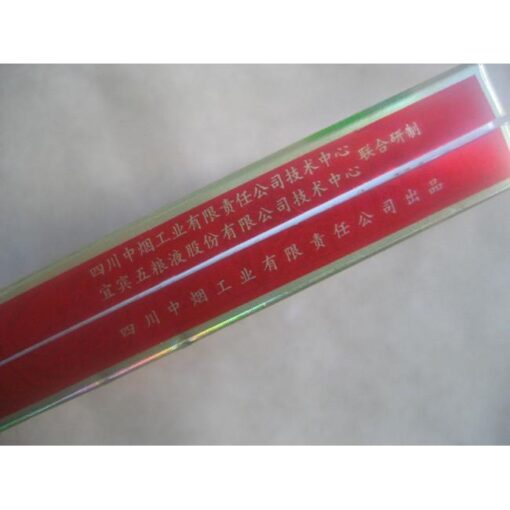 四川中烟工业有限责任公司技术中心
宜宾五粮液股份有限公司技术中心
联合研制
四川中烟工业有限责任公司出品